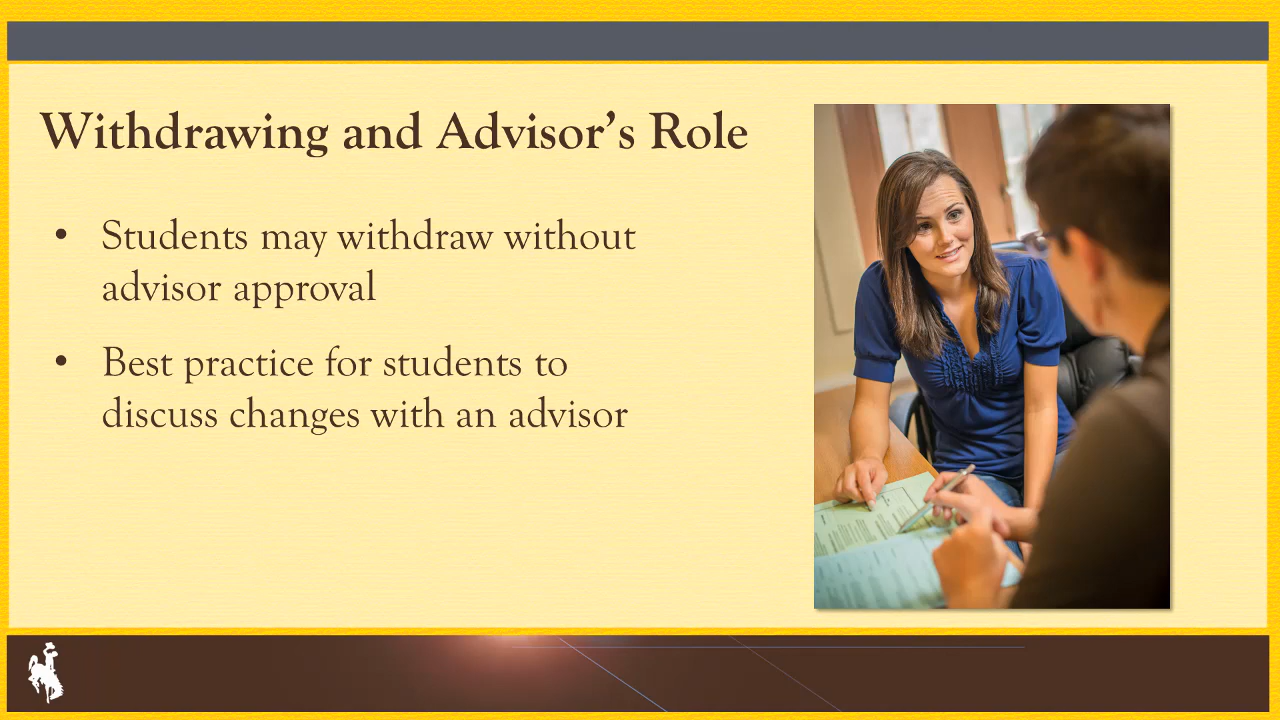 Withdrawing and Advisor’s Role
• Students may withdraw without
advisor approval
• Best practice for students to
discuss changes with an advisor